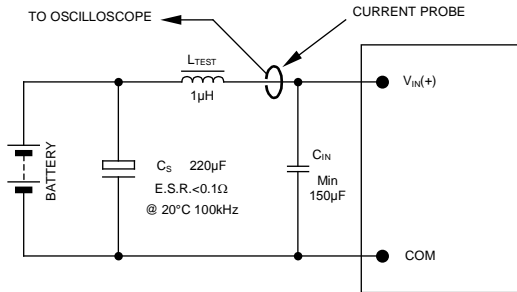 TO OSCILLOSCOPE
CURRENT PROBE
LTEST
1µH
VIN(+)
BATTERY
CS 220µF
E.S.R.<0.1Ω
@ 20°C 100kHz
CIN
Min
150µF
COM